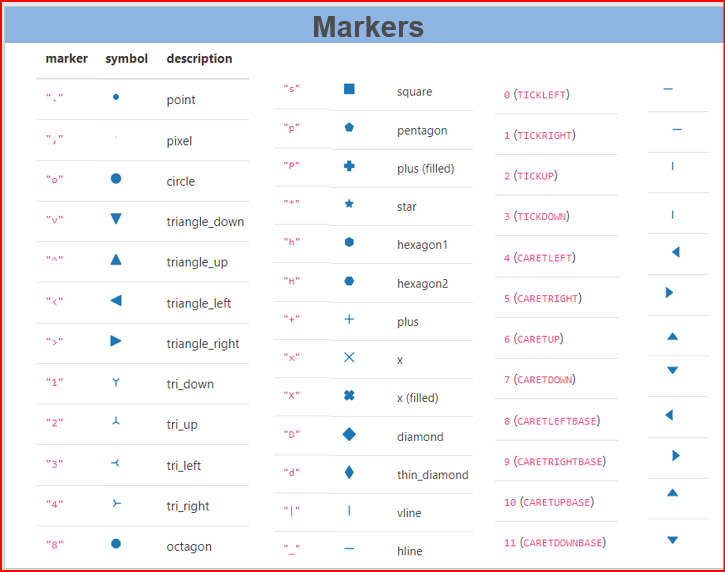 Markers
marker symbol description
"." point
"," pixel
"o" circle
"v" triangle_down
"^" triangle_up
"<" triangle_left
">" triangle_right
"1" tri_down
"2" tri_up
"3" tri_left
"4" tri_right
"8" octagon
"s" square
"p" pentagon
"P" plus (filled)
"*" star
"h" hexagon1
"H" hexagon2
"+" plus
"x" x
"X" x (filled)
"D" diamond
"d" thin_diamond
"|" vline
"_" hline
0 (TICKLEFT)
1 (TICKRIGHT)
2 (TICKUP)
3 (TICKDOWN)
4 (CARETLEFT)
5 (CARETRIGHT)
6 (CARETUP)
7 (CARETDOWN)
8 (CARETLEFTBASE)
9 (CARETRIGHTBASE)
10 (CARETUPBASE)
11 (CARETDOWNBASE)